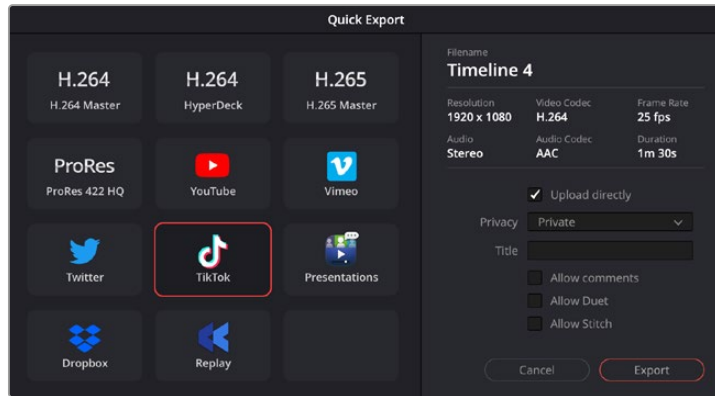 Quick Export
H.264
H.264 Master
H.264
HyperDeck
H.265
H.265 Master
ProRes
ProRes 422 HQ
YouTube
Vimeo
Twitter
TikTok
Presentations
Dropbox
Replay
Filename
Timeline 4
Resolution Video Codec Frame Rate
1920 x 1080 H.264 25 fps
Audio Audio Codec Duration
Stereo AAC 1m 30s
Upload directly
Privacy Private
Title
Allow comments
Allow Duet
Allow Stitch
Cancel Export